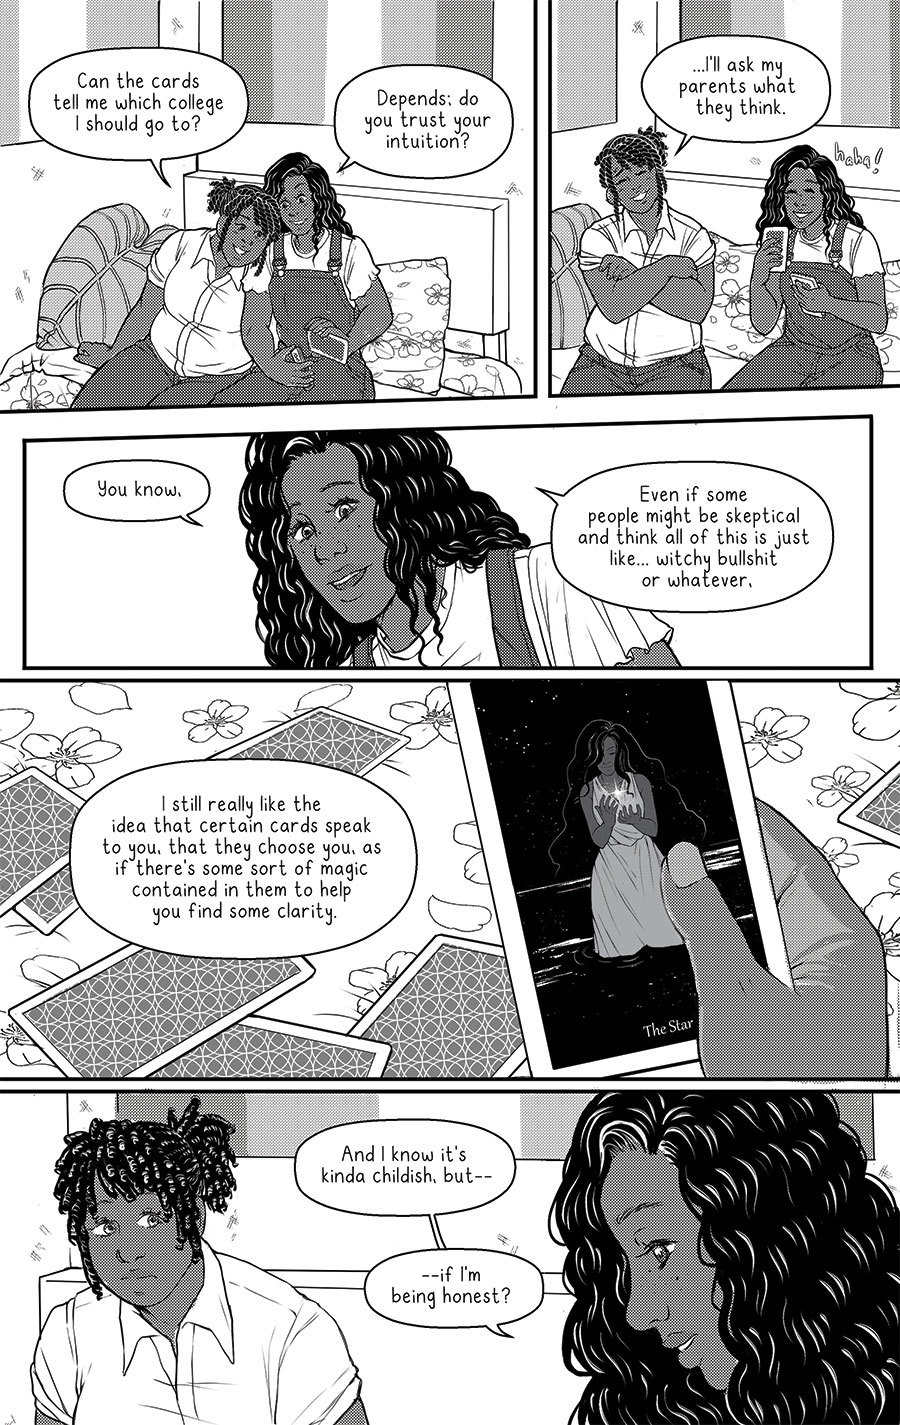 Can the cards
tell me which college
I should go to?
Depends; do
you trust your
intuition?
...I'll ask my
parents what
they think.
haha!
You know,
Even if some
people might be skeptical
and think all of this is just
like... witchy bullshit
or whatever,
I still really like the
idea that certain cards speak
to you, that they choose you, as
if there's some sort of magic
contained in them to help
you find some clarity.
The Star
And I know it's
kinda childish, but--
--if I'm
being honest?